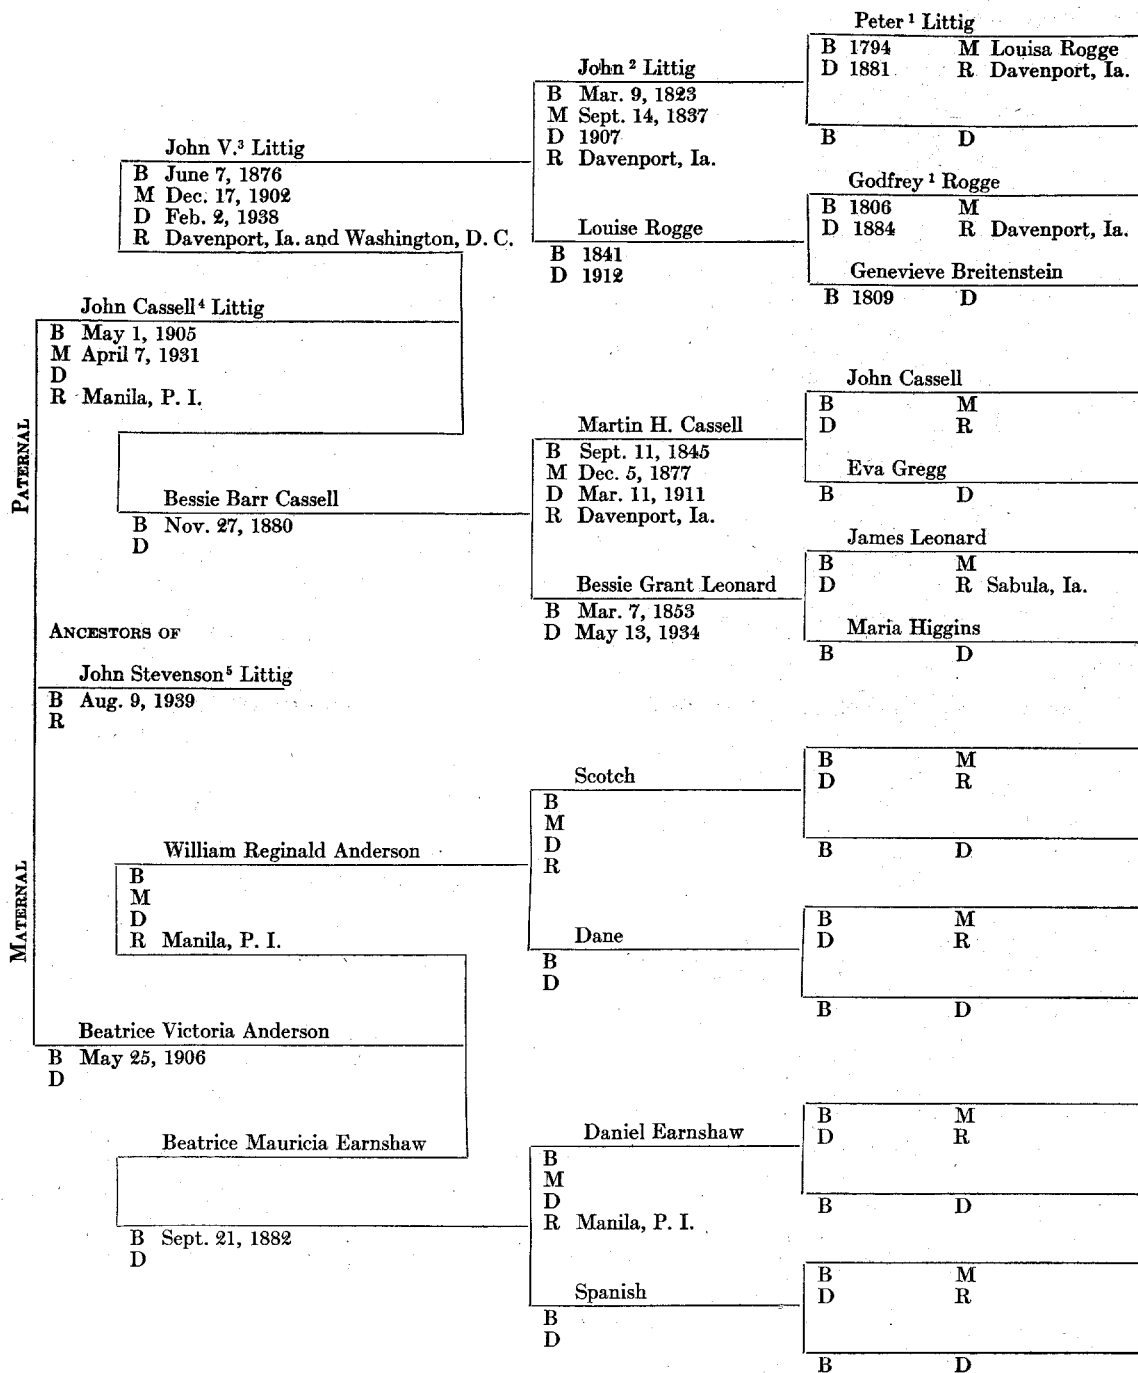 Peter ¹ Littig
B 1794 M Louisa Rogge
D 1881 R Davenport, Ia.
B D
John ² Littig
B Mar. 9, 1823
M Sept. 14, 1837
D 1907
R Davenport, Ia.
John V.³ Littig
B June 7, 1876
M Dec. 17, 1902
D Feb. 2, 1938
R Davenport, Ia. and Washington, D. C.
Godfrey ¹ Rogge
B 1806 M
D 1884 R Davenport, Ia.
Louise Rogge
B 1841
D 1912
Genevieve Breitenstein
B 1809 D
PATERNAL
John Cassell ⁴ Littig
B May 1, 1905
M April 7, 1931
D
R Manila, P. I.
John Cassell
B M
D R
Martin H. Cassell
B Sept. 11, 1845
M Dec. 5, 1877
D Mar. 11, 1911
R Davenport, Ia.
Eva Gregg
B D
Bessie Barr Cassell
B Nov. 27, 1880
D
James Leonard
B M
D R Sabula, Ia.
Bessie Grant Leonard
B Mar. 7, 1853
D May 13, 1934
Maria Higgins
B D
ANCESTORS OF
John Stevenson ⁵ Littig
B Aug. 9, 1939
R
B M
D R
Scotch
B
M
D
R
B D
William Reginald Anderson
B
M
D
R Manila, P. I.
MATERNAL
B M
D R
Dane
B
D
B D
Beatrice Victoria Anderson
B May 25, 1906
D
B M
D R
Daniel Earnshaw
B
M
D
R Manila, P. I.
B D
Beatrice Mauricia Earnshaw
B Sept. 21, 1882
D
B M
D R
Spanish
B
D
B D